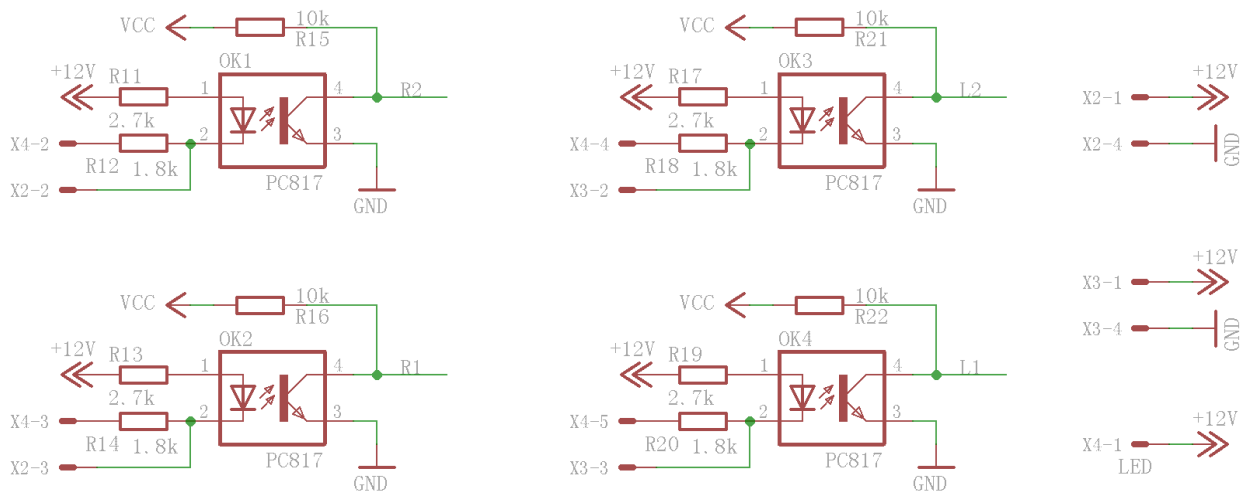 VCC
10k
R15
OK1
+12V
R11
1
4
R2
2.7k
X4-2
2
3
R12
1.8k
X2-2
PC817
GND
VCC
10k
R21
OK3
+12V
R17
1
4
L2
2.7k
X4-4
2
3
R18
1.8k
X3-2
PC817
GND
+12V
X2-1
X2-4
GND
VCC
10k
R16
OK2
+12V
R13
1
4
R1
2.7k
X4-3
2
3
R14
1.8k
X2-3
PC817
GND
VCC
10k
R22
OK4
+12V
R19
1
4
L1
2.7k
X4-5
2
3
R20
1.8k
X3-3
PC817
GND
+12V
X3-1
X3-4
GND
+12V
X4-1
LED